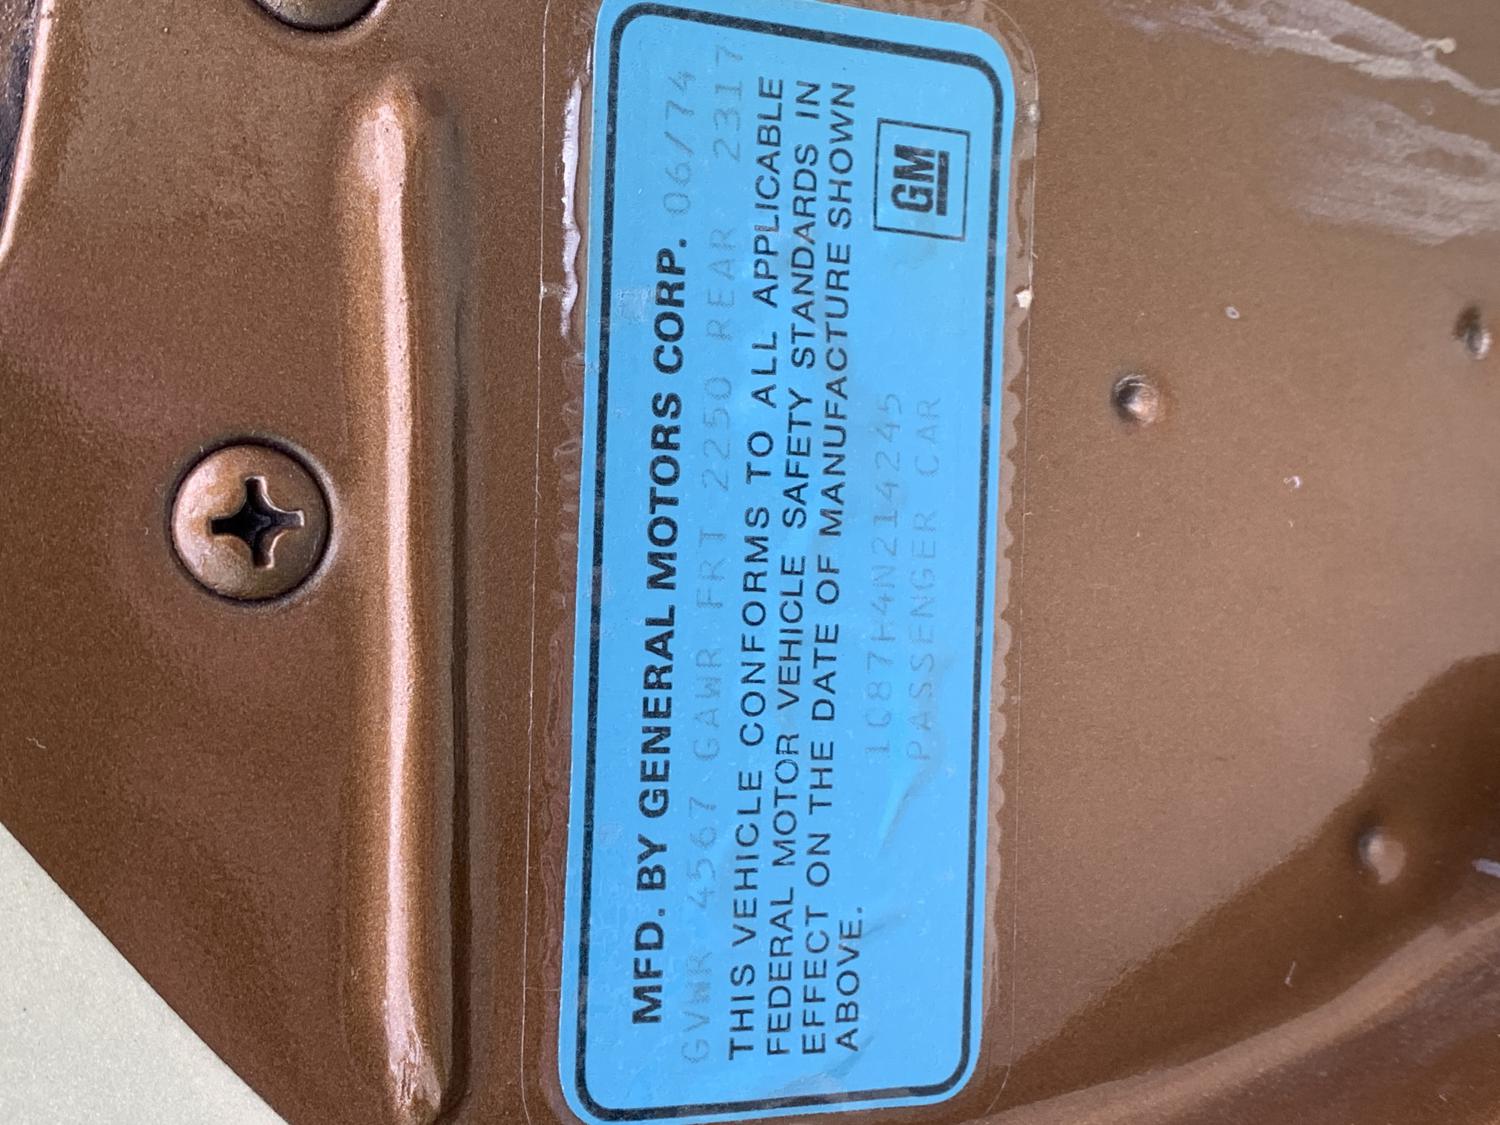 MFD. BY GENERAL MOTORS CORP. 06/74
GVWR 4567 GAWR FRT 2250 REAR 2317
THIS VEHICLE CONFORMS TO ALL APPLICABLE
FEDERAL MOTOR VEHICLE SAFETY STANDARDS IN
EFFECT ON THE DATE OF MANUFACTURE SHOWN
ABOVE.
1Q87H4N214245
PASSENGER CAR
GM